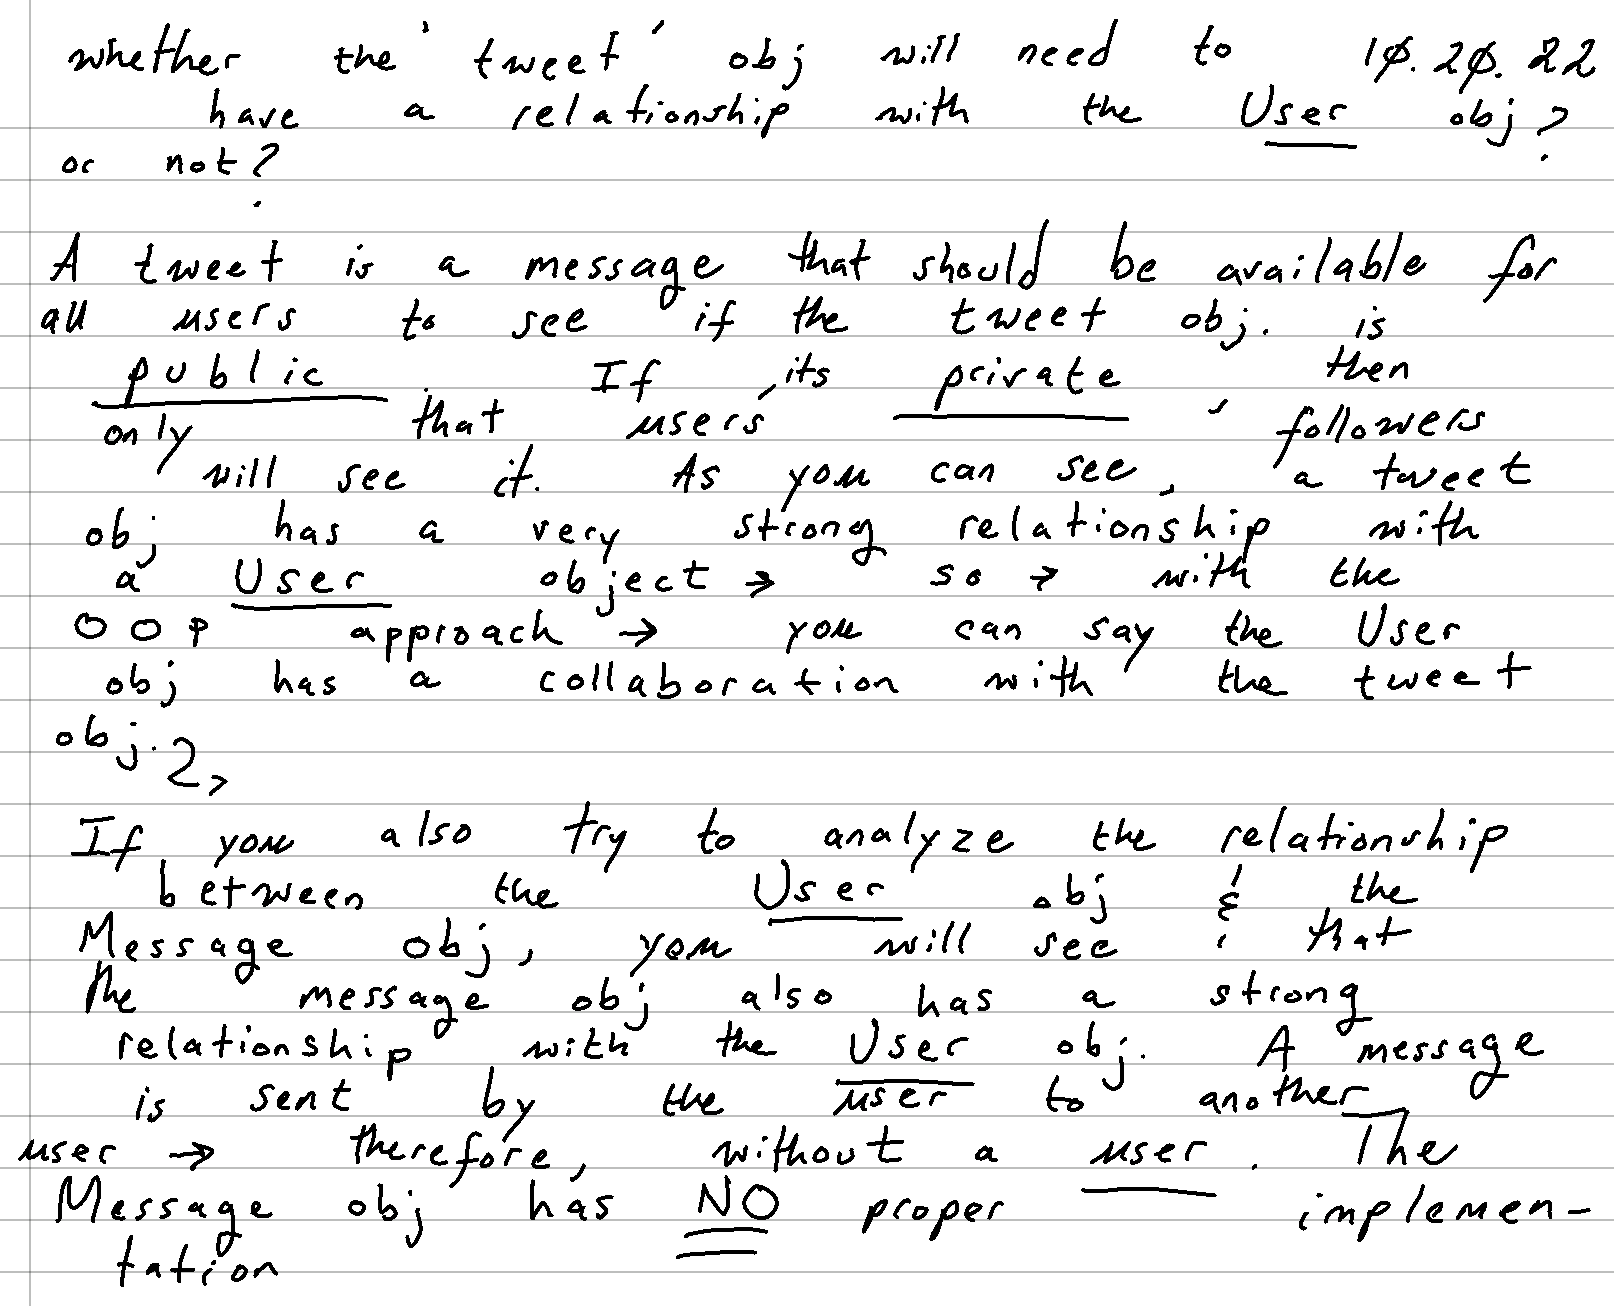 whether the 'tweet' obj will need to 10.20.22
have a relationship with the User obj?
or not?
A tweet is a message that should be available for
all users to see if the tweet obj. is
public. If its private, then
only that users' followers
will see it. As you can see, a tweet
obj has a very strong relationship with
a User object → so → with the
OOP approach → you can say the User
obj has a collaboration with the tweet
obj.
If you also try to analyze the relationship
between the User obj & the
Message obj, you will see that
the message obj also has a strong
relationship with the User obj. A message
is sent by the user to another
user → therefore, without a user. The
Message obj has NO proper implemen-
tation